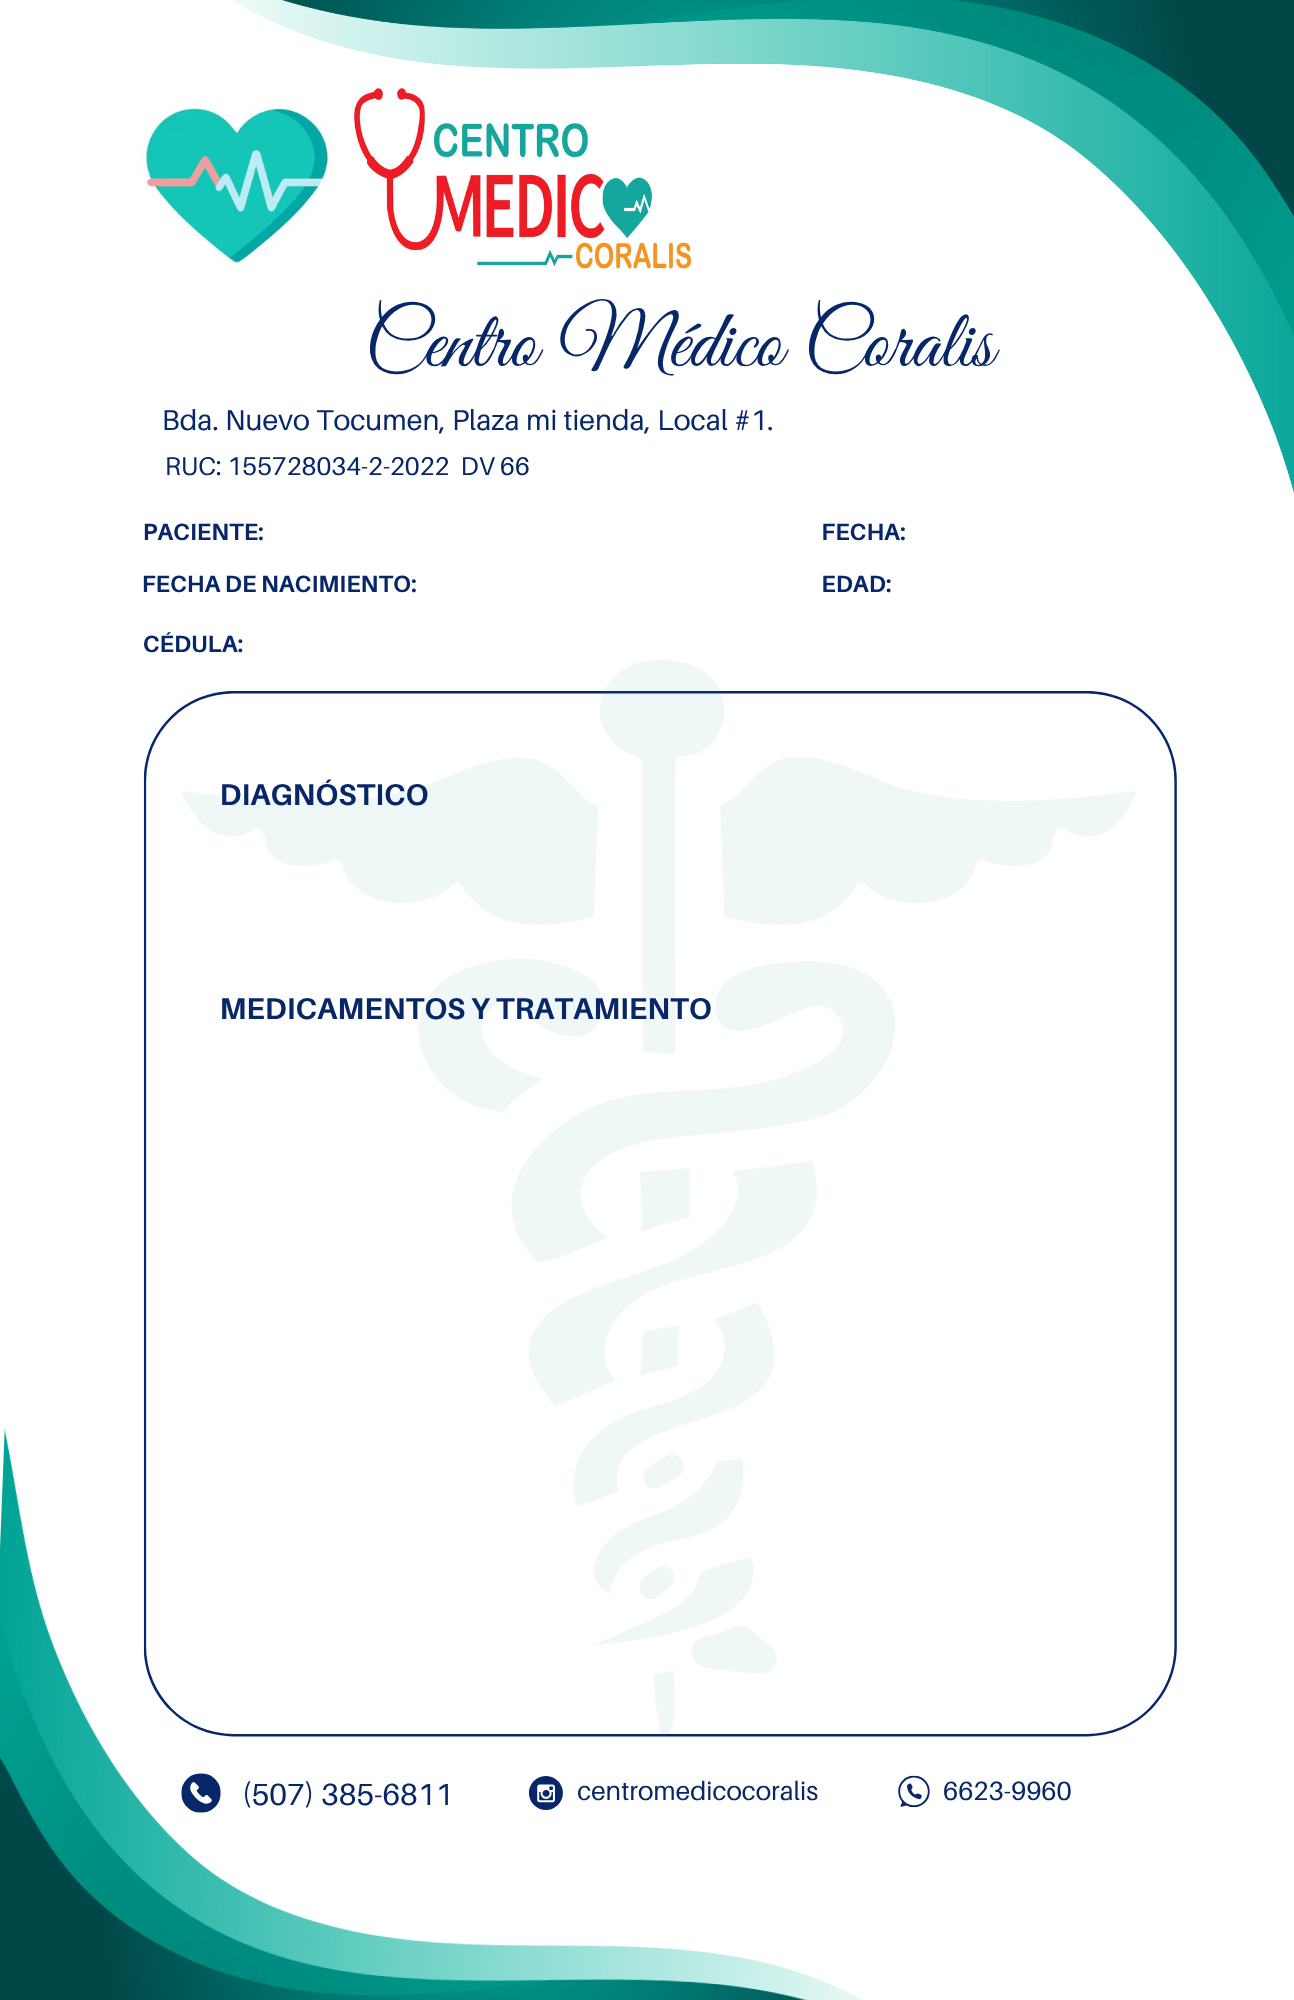 CENTRO
MEDIC
CORALIS
Centro Médico Coralis
Bda. Nuevo Tocumen, Plaza mi tienda, Local #1.
RUC: 155728034-2-2022 DV 66
PACIENTE:
FECHA:
FECHA DE NACIMIENTO:
EDAD:
CÉDULA:
DIAGNÓSTICO
MEDICAMENTOS Y TRATAMIENTO
(507) 385-6811
centromedicocoralis
6623-9960